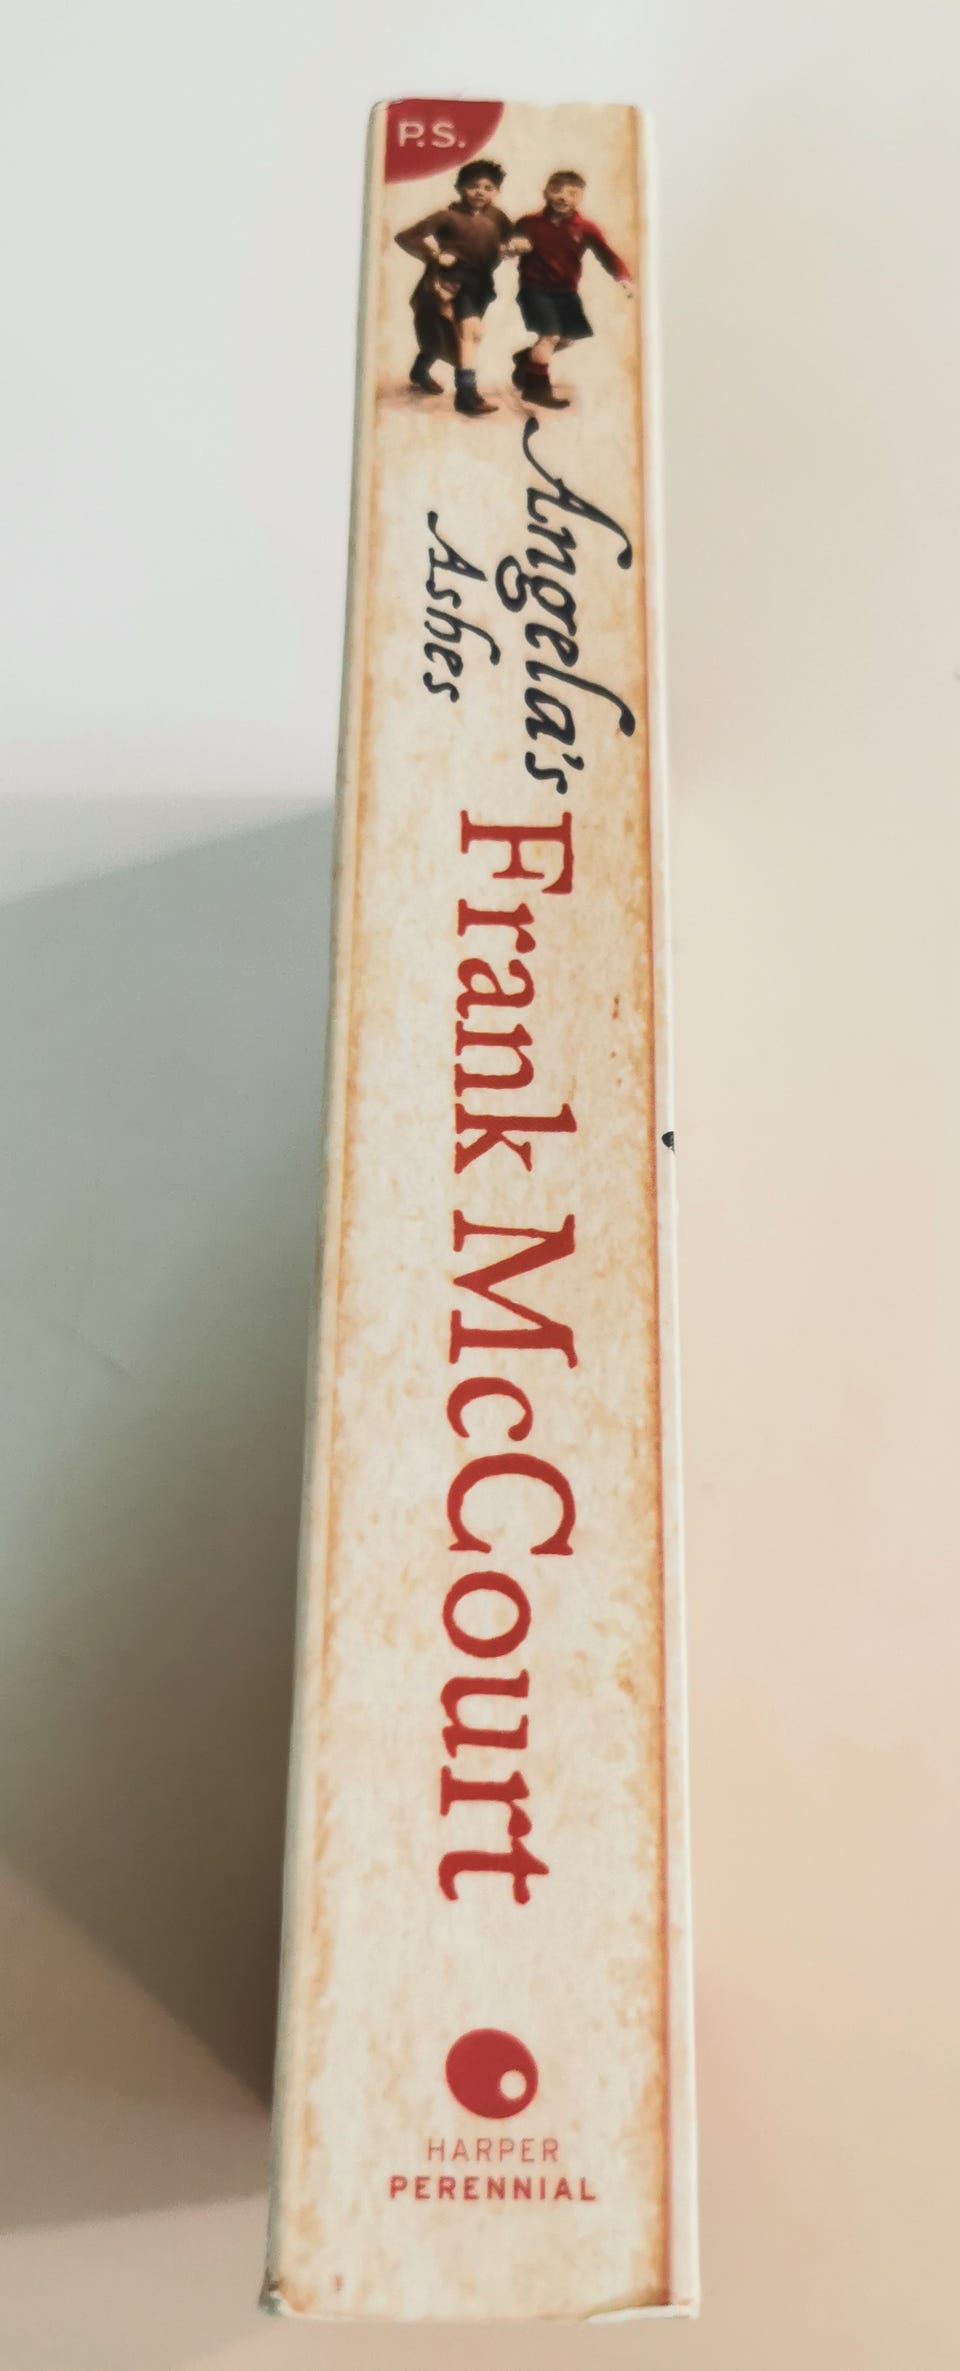 P.S.
Angela's
Ashes
Frank McCourt
HARPER
PERENNIAL